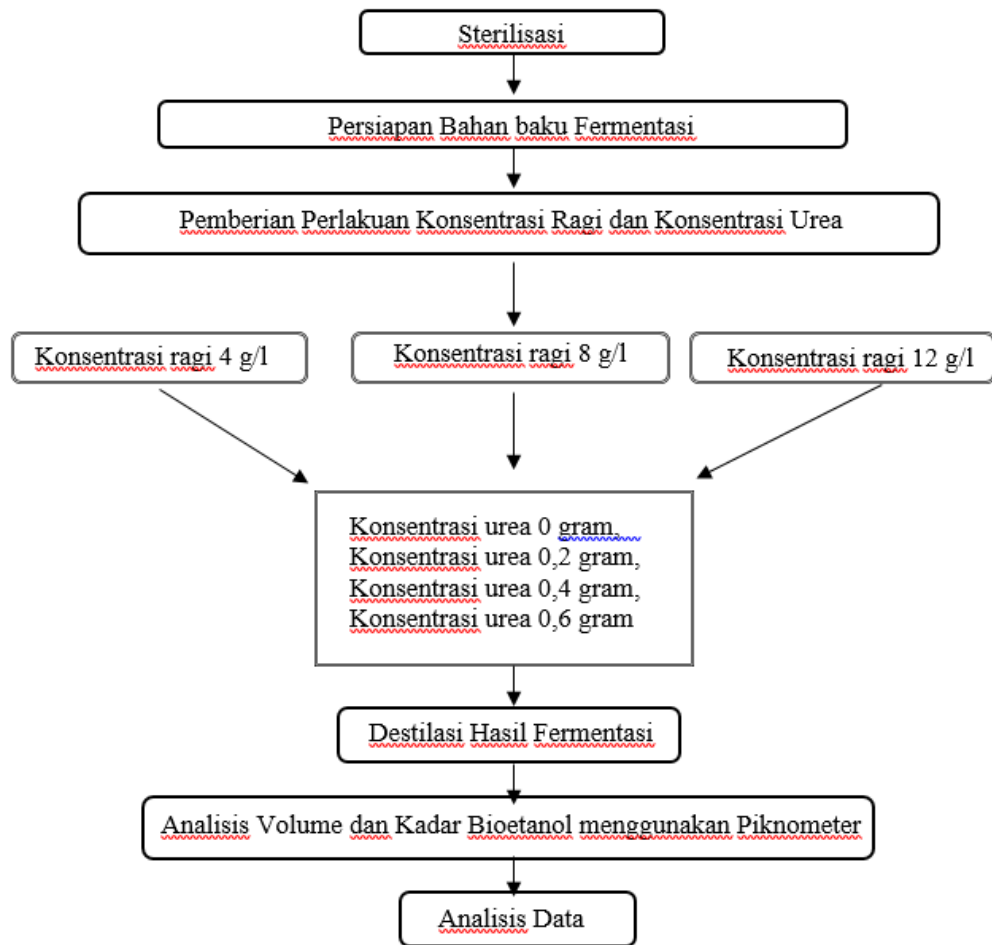 Sterilisasi
Persiapan Bahan baku Fermentasi
Pemberian Perlakuan Konsentrasi Ragi dan Konsentrasi Urea
Konsentrasi ragi 4 g/l
Konsentrasi ragi 8 g/l
Konsentrasi ragi 12 g/l
Konsentrasi urea 0 gram,
Konsentrasi urea 0,2 gram,
Konsentrasi urea 0,4 gram,
Konsentrasi urea 0,6 gram
Destilasi Hasil Fermentasi
Analisis Volume dan Kadar Bioetanol menggunakan Piknometer
Analisis Data